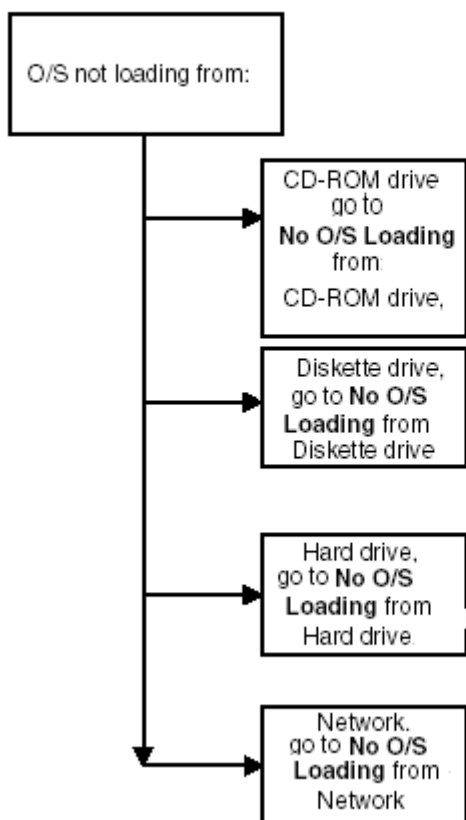 O/S not loading from:
CD-ROM drive
go to
No O/S Loading
from:
CD-ROM drive,
Diskette drive,
go to No O/S
Loading from
Diskette drive
Hard drive,
go to No O/S
Loading from
Hard drive.
Network.
go to No O/S
Loading from
Network